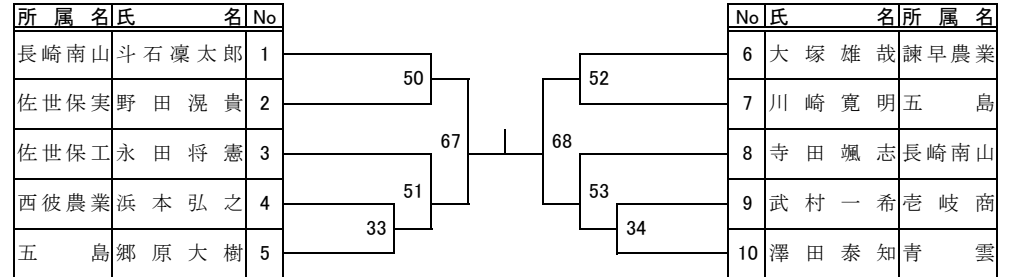 所属名 氏名 No No 氏名 所属名
長崎南山 斗石凜太郎 1 6 大塚雄哉 諫早農業
50 52
佐世保実 野田滉貴 2 7 川崎寛明 五島
67 68
佐世保工 永田将憲 3 8 寺田颯志 長崎南山
51 53
西彼農業 浜本弘之 4 9 武村一希 壱岐商
33 34
五島 郷原大樹 5 10 澤田泰知 青雲